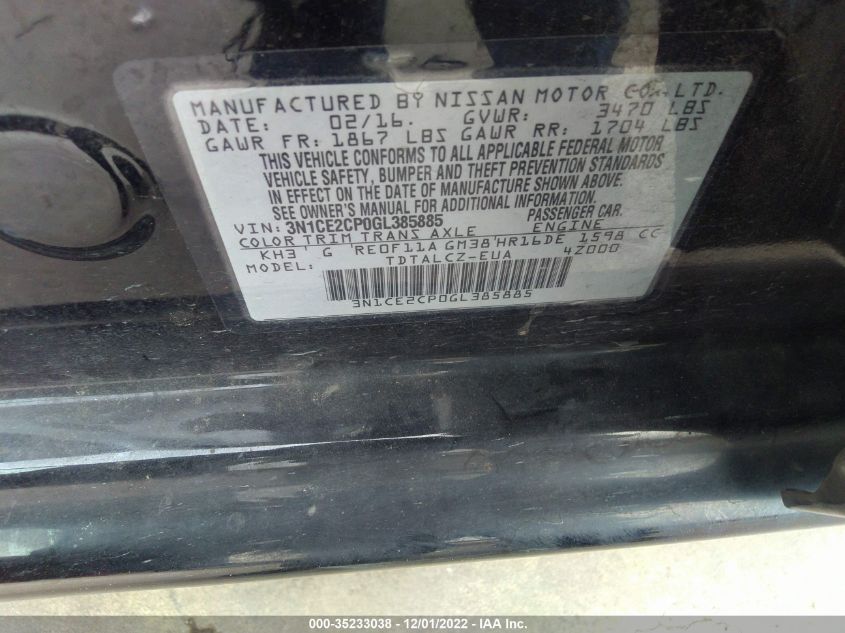 MANUFACTURED BY NISSAN MOTOR CO., LTD.
DATE: 02/16. GVWR: 3470 LBS
GAWR FR: 1867 LBS GAWR RR: 1704 LBS
THIS VEHICLE CONFORMS TO ALL APPLICABLE FEDERAL MOTOR
VEHICLE SAFETY, BUMPER AND THEFT PREVENTION STANDARDS
IN EFFECT ON THE DATE OF MANUFACTURE SHOWN ABOVE.
SEE OWNER'S MANUAL FOR ADDITIONAL INFORMATION
VIN: 3N1CE2CP0GL385885 PASSENGER CAR.
COLOR TRIM TRANS AXLE ENGINE
KH3 G RE0F11A GM38 HR16DE 1598 CC
MODEL: TDTALCZ-EUA 4Z000
3N1CE2CP0GL385885
000-35233038 - 12/01/2022 - IAA Inc.